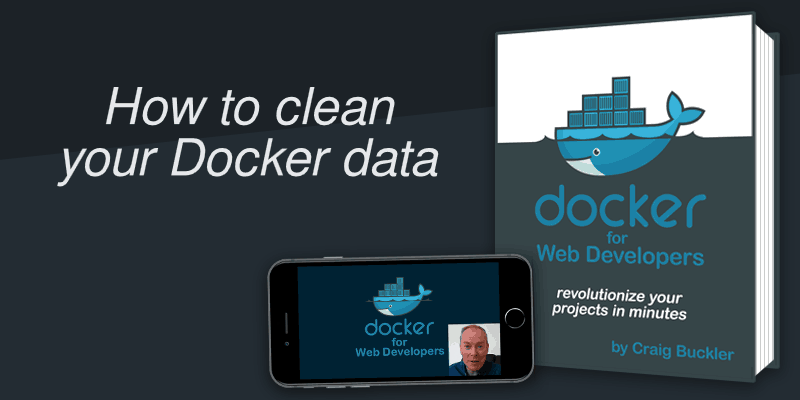 How to clean
your Docker data
docker
for
Web Developers
revolutionize your
projects in minutes
by Craig Buckler
docker
for
Web Developers